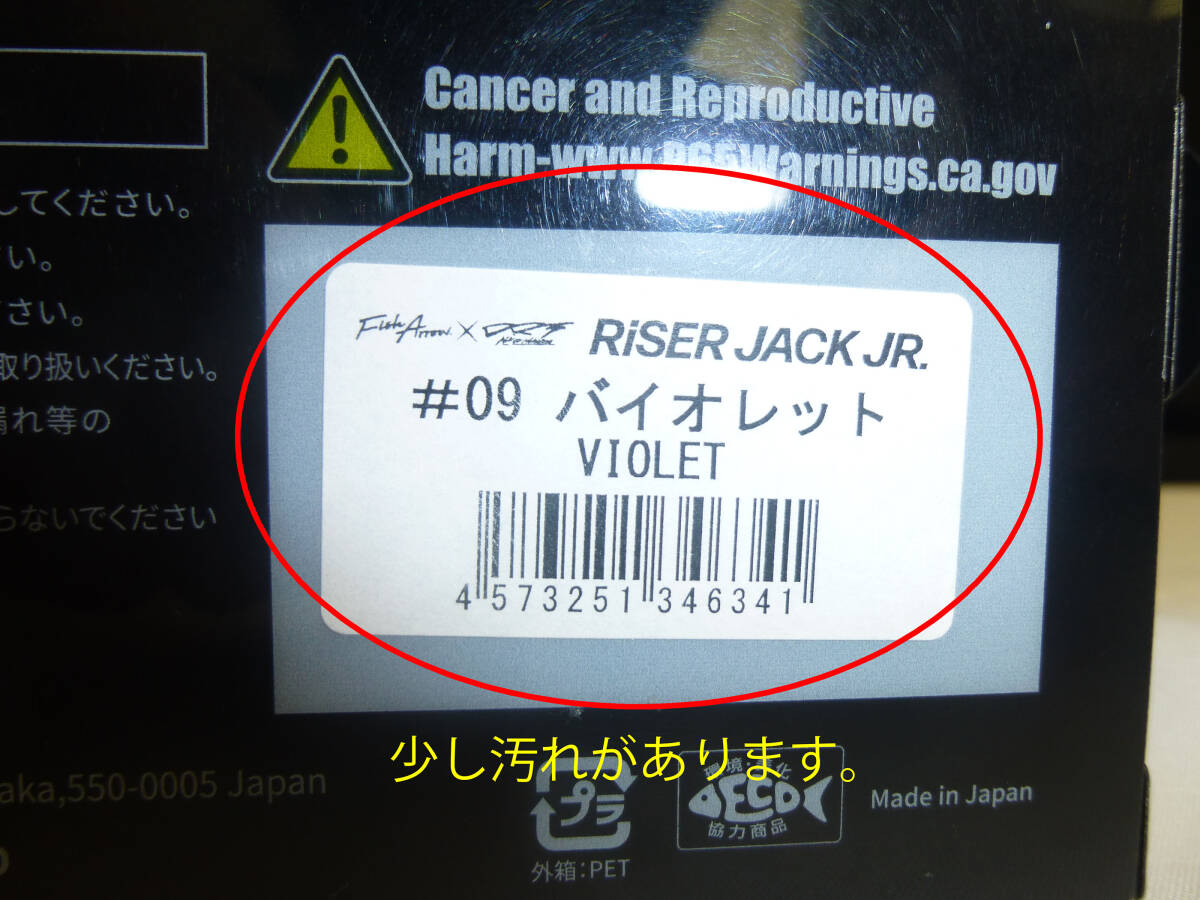 Cancer and Reproductive
Harm-www.P65Warnings.ca.gov
してください。
い。
さい。
取り扱いください。
漏れ等の
らないでください
Fish Arrow × DRT RiSER JACK JR.
#09 バイオレット
VIOLET
4 573251 346341
少し汚れがあります。
aka,550-0005 Japan
プラ
外箱:PET
ECO
協力商品
Made in Japan